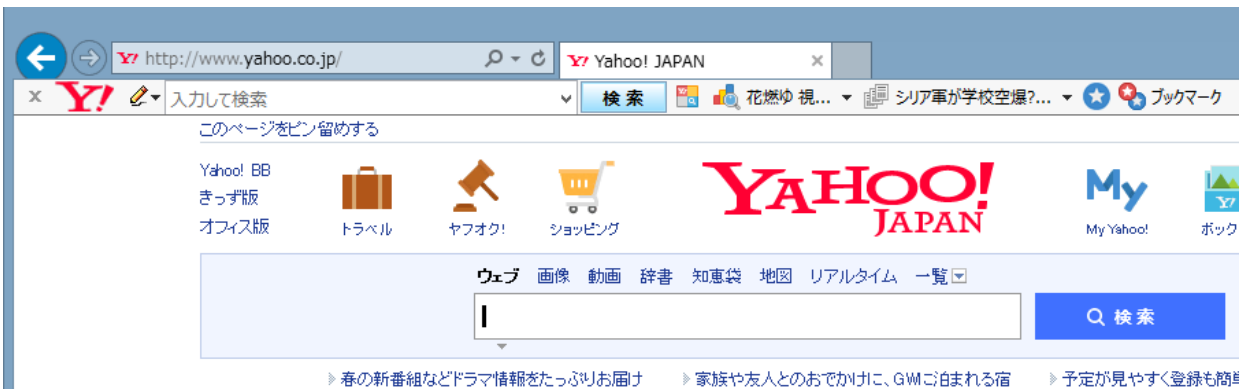 http://www.yahoo.co.jp/
Y! Yahoo! JAPAN
Y! 入力して検索 検索 花燃ゆ 視... シリア軍が学校空爆?... ブックマーク
このページをピン留めする
Yahoo! BB
きっず版
オフィス版
トラベル
ヤフオク!
ショッピング
YAHOO!
JAPAN
My
My Yahoo!
Y!
ボック
ウェブ 画像 動画 辞書 知恵袋 地図 リアルタイム 一覧
検索
春の新番組などドラマ情報をたっぷりお届け 家族や友人とのおでかけに、GWに泊まれる宿 予定が見やすく登録も簡単